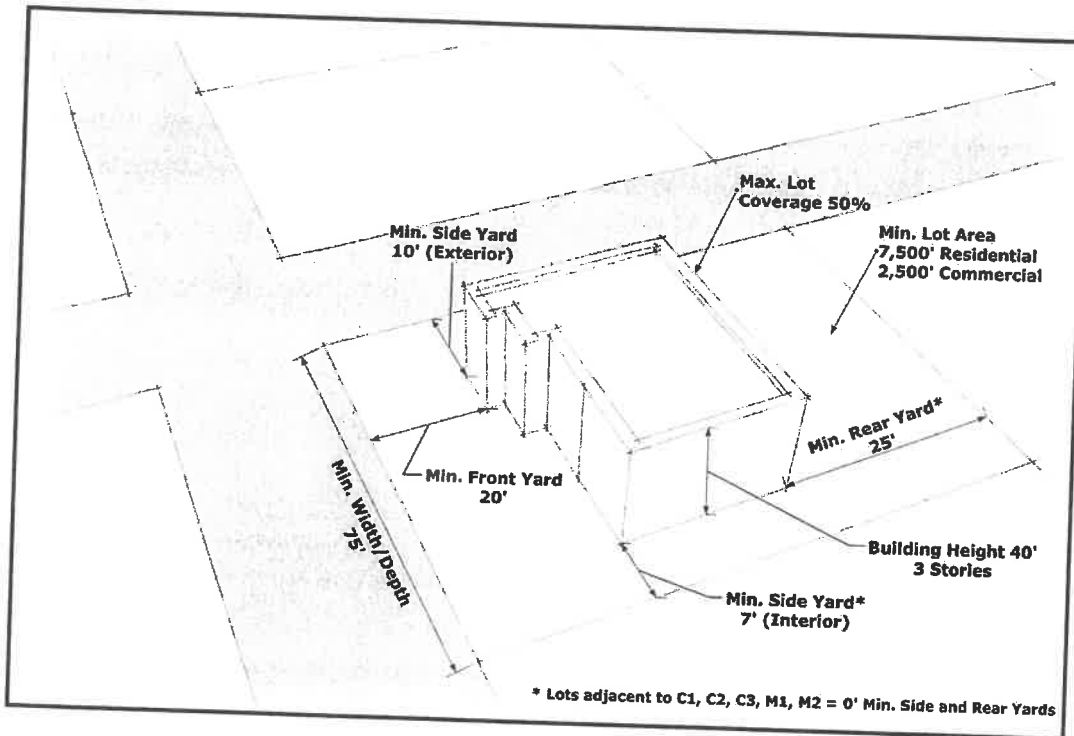 Max. Lot
Coverage 50%
Min. Side Yard
10' (Exterior)
Min. Lot Area
7,500' Residential
2,500' Commercial
Min. Rear Yard*
25'
Min. Front Yard
20'
Min. Width/Depth
75'
Building Height 40'
3 Stories
Min. Side Yard*
7' (Interior)
* Lots adjacent to C1, C2, C3, M1, M2 = 0' Min. Side and Rear Yards